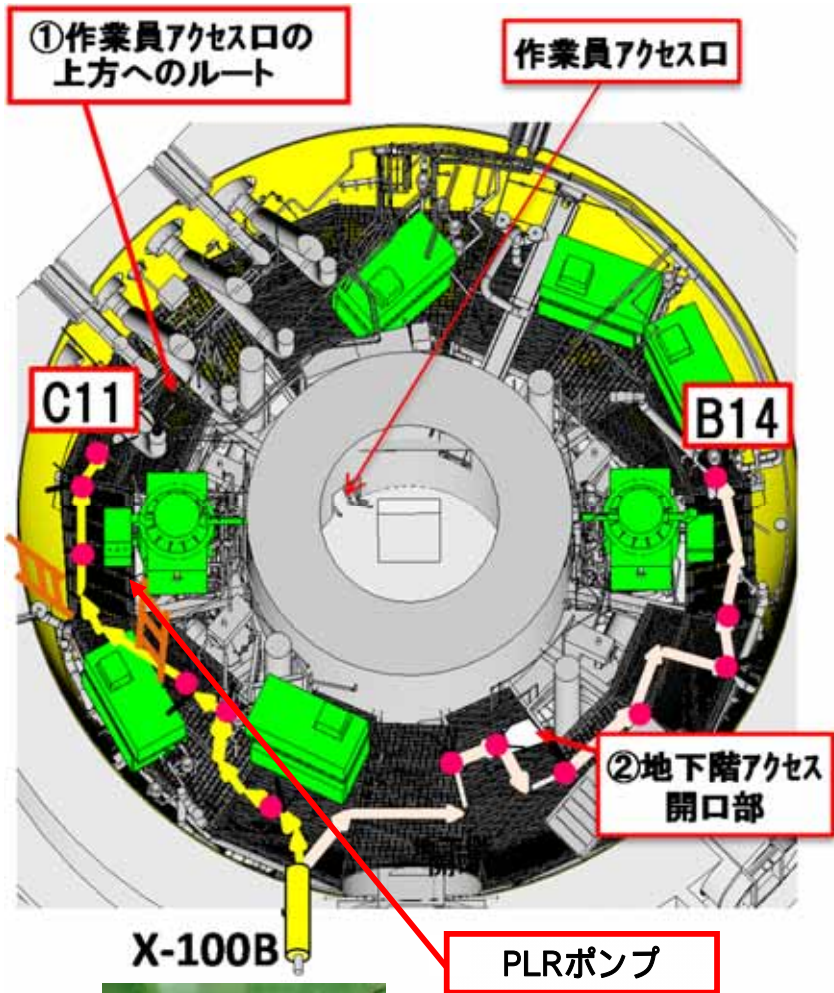 ①作業員アクセス口の
上方へのルート
作業員アクセス口
C11
B14
②地下階アクセス
開口部
X-100B
PLRポンプ